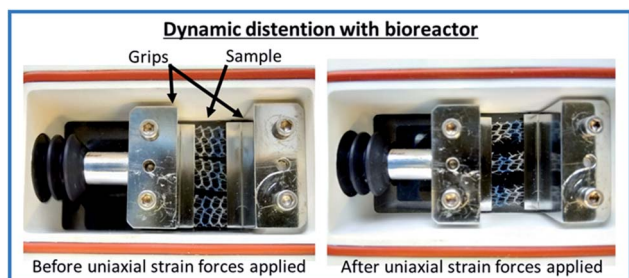 Dynamic distention with bioreactor
Grips
Sample
Before uniaxial strain forces applied
After uniaxial strain forces applied